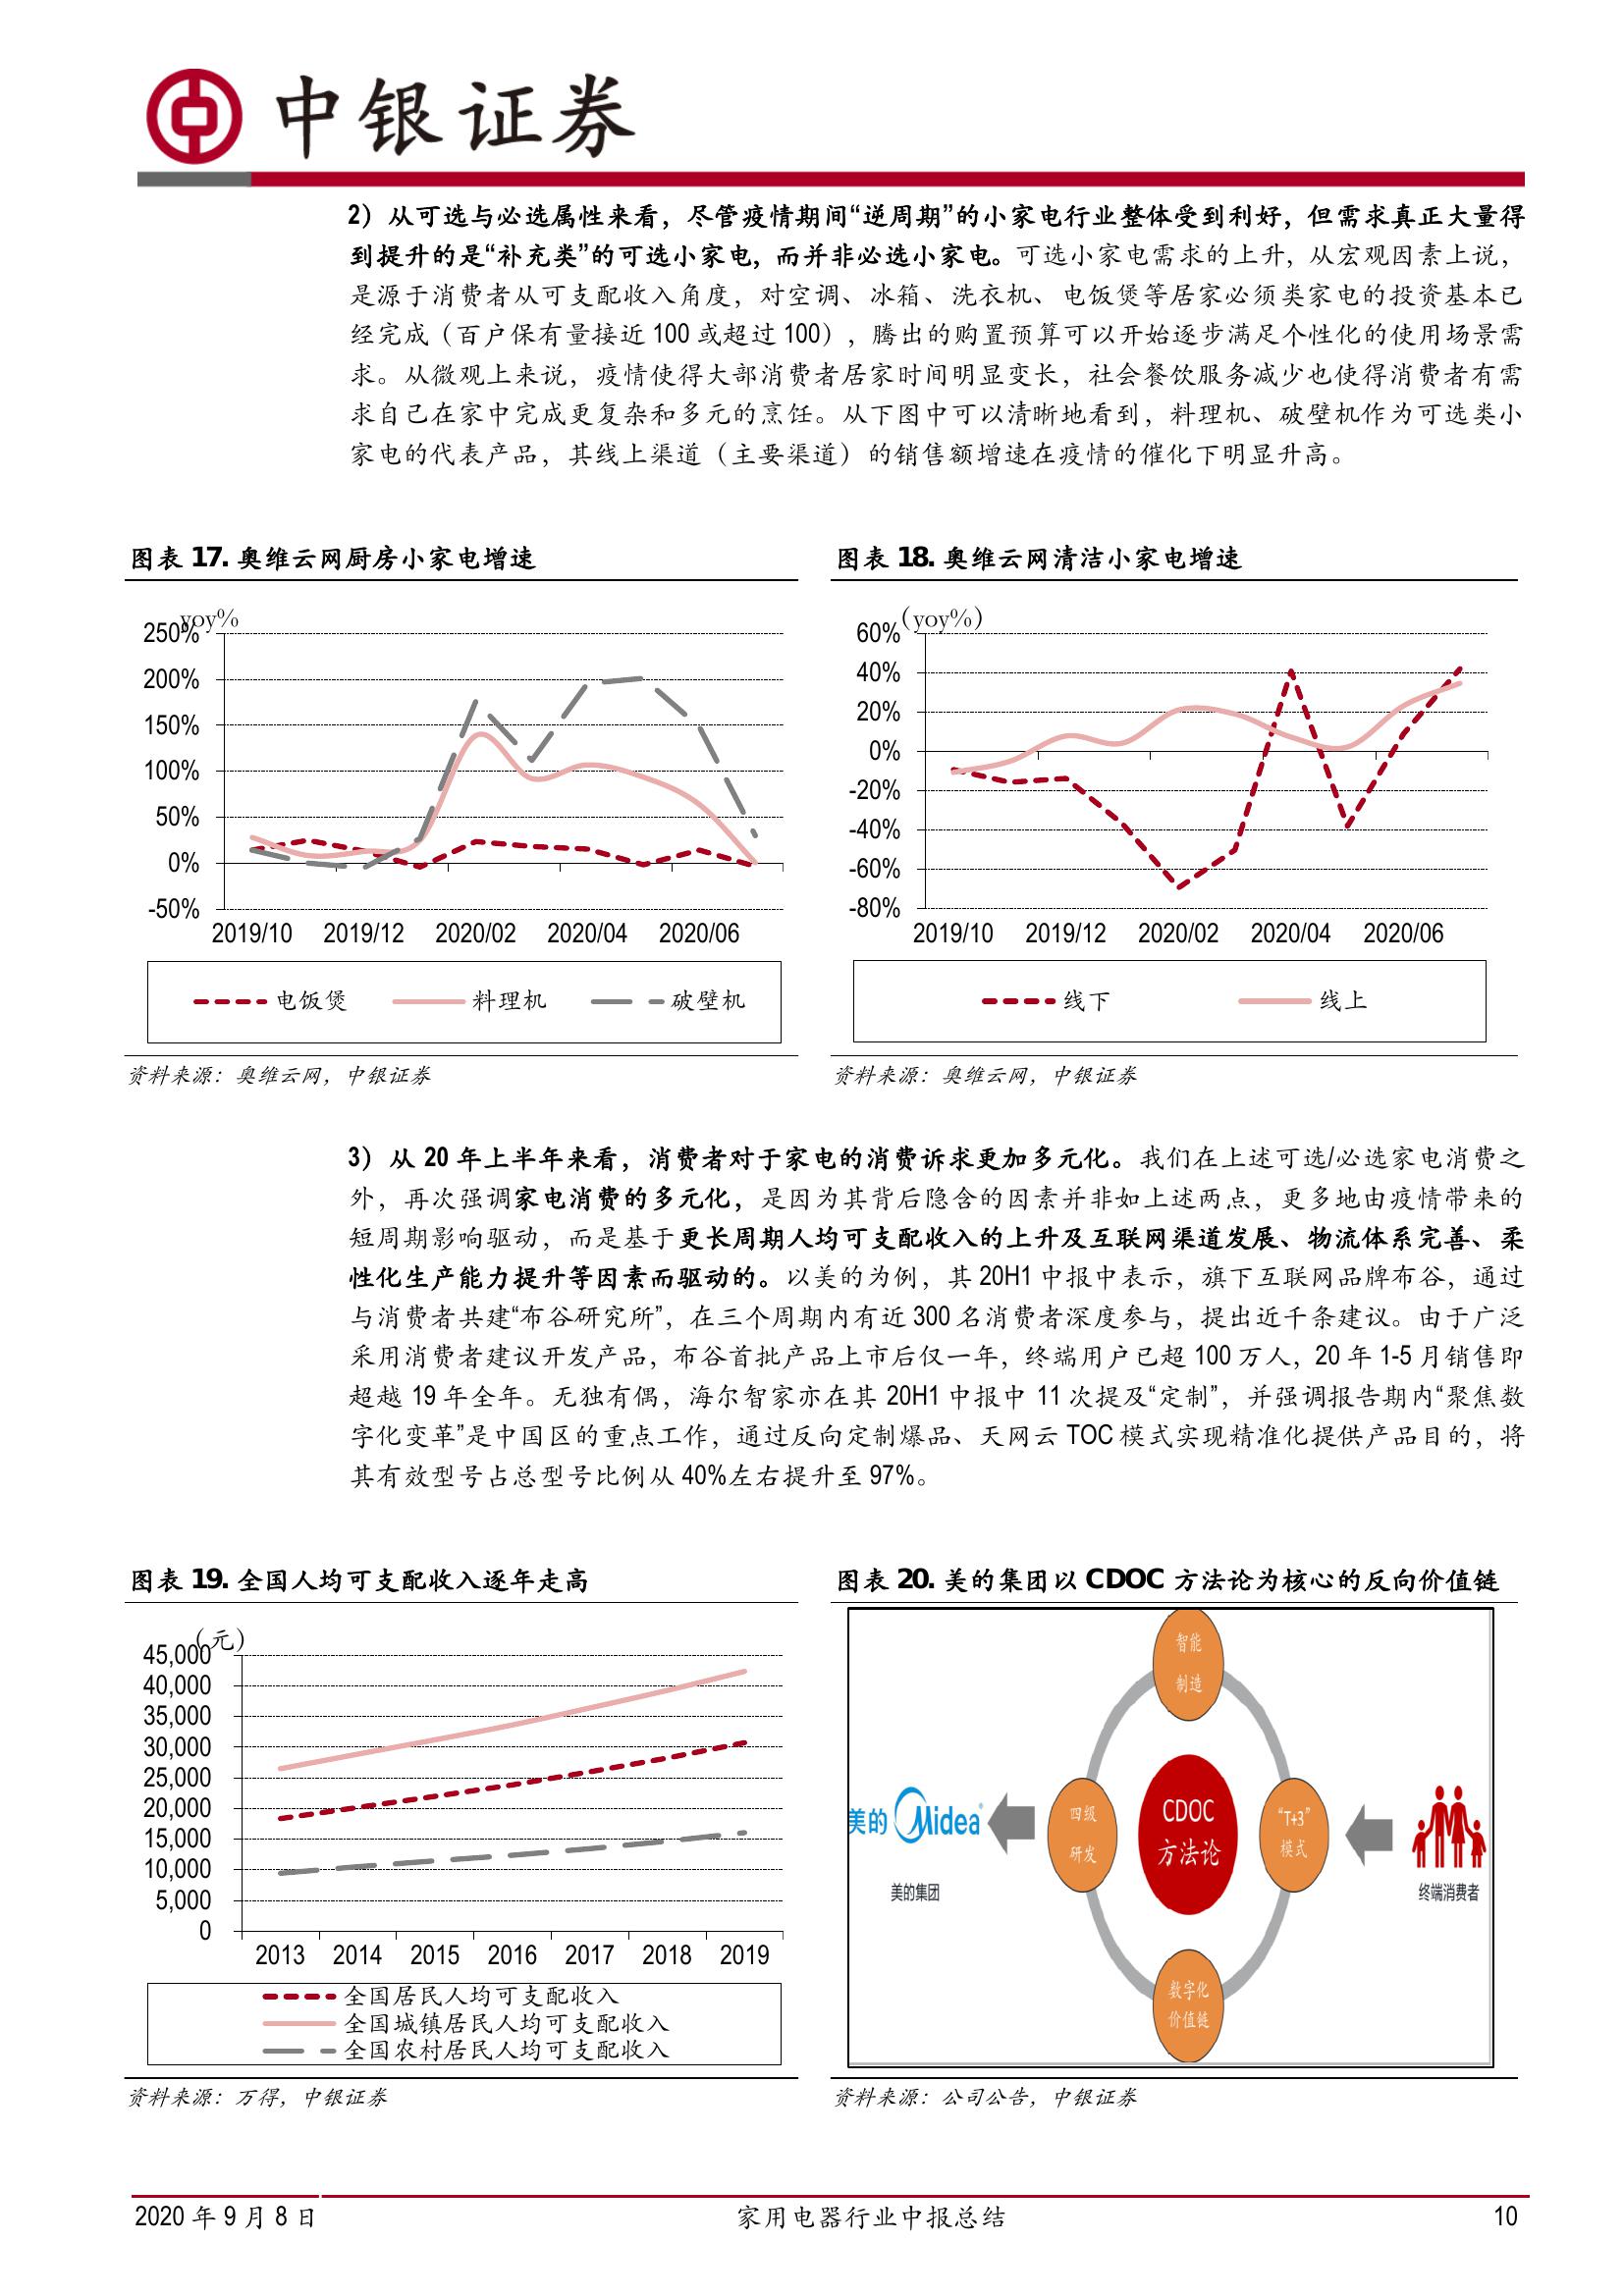 中银证券
2）从可选与必选属性来看，尽管疫情期间“逆周期”的小家电行业整体受到利好，但需求真正大量得
到提升的是“补充类”的可选小家电，而并非必选小家电。可选小家电需求的上升，从宏观因素上说，
是源于消费者从可支配收入角度，对空调、冰箱、洗衣机、电饭煲等居家必须类家电的投资基本已
经完成（百户保有量接近 100 或超过 100），腾出的购置预算可以开始逐步满足个性化的使用场景需
求。从微观上来说，疫情使得大部消费者居家时间明显变长，社会餐饮服务减少也使得消费者有需
求自己在家中完成更复杂和多元的烹饪。从下图中可以清晰地看到，料理机、破壁机作为可选类小
家电的代表产品，其线上渠道（主要渠道）的销售额增速在疫情的催化下明显升高。
图表 17. 奥维云网厨房小家电增速
yoy%
250%
200%
150%
100%
50%
0%
-50%
2019/10 2019/12 2020/02 2020/04 2020/06
电饭煲 料理机 破壁机
资料来源：奥维云网，中银证券
图表 18. 奥维云网清洁小家电增速
（yoy%）
60%
40%
20%
0%
-20%
-40%
-60%
-80%
2019/10 2019/12 2020/02 2020/04 2020/06
线下 线上
资料来源：奥维云网，中银证券
3）从 20 年上半年来看，消费者对于家电的消费诉求更加多元化。我们在上述可选/必选家电消费之
外，再次强调家电消费的多元化，是因为其背后隐含的因素并非如上述两点，更多地由疫情带来的
短周期影响驱动，而是基于更长周期人均可支配收入的上升及互联网渠道发展、物流体系完善、柔
性化生产能力提升等因素而驱动的。以美的为例，其 20H1 中报中表示，旗下互联网品牌布谷，通过
与消费者共建“布谷研究所”，在三个周期内有近 300 名消费者深度参与，提出近千条建议。由于广泛
采用消费者建议开发产品，布谷首批产品上市后仅一年，终端用户已超 100 万人，20 年 1-5 月销售即
超越 19 年全年。无独有偶，海尔智家亦在其 20H1 中报中 11 次提及“定制”，并强调报告期内“聚焦数
字化变革”是中国区的重点工作，通过反向定制爆品、天网云 TOC 模式实现精准化提供产品目的，将
其有效型号占总型号比例从 40%左右提升至 97%。
图表 19. 全国人均可支配收入逐年走高
（元）
45,000
40,000
35,000
30,000
25,000
20,000
15,000
10,000
5,000
0
2013 2014 2015 2016 2017 2018 2019
全国居民人均可支配收入
全国城镇居民人均可支配收入
全国农村居民人均可支配收入
资料来源：万得，中银证券
图表 20. 美的集团以 CDOC 方法论为核心的反向价值链
智能
制造
美的 Midea
美的集团
四级
研发
CDOC
方法论
“T+3”
模式
终端消费者
数字化
价值链
资料来源：公司公告，中银证券
2020 年 9 月 8 日 家用电器行业中报总结 10